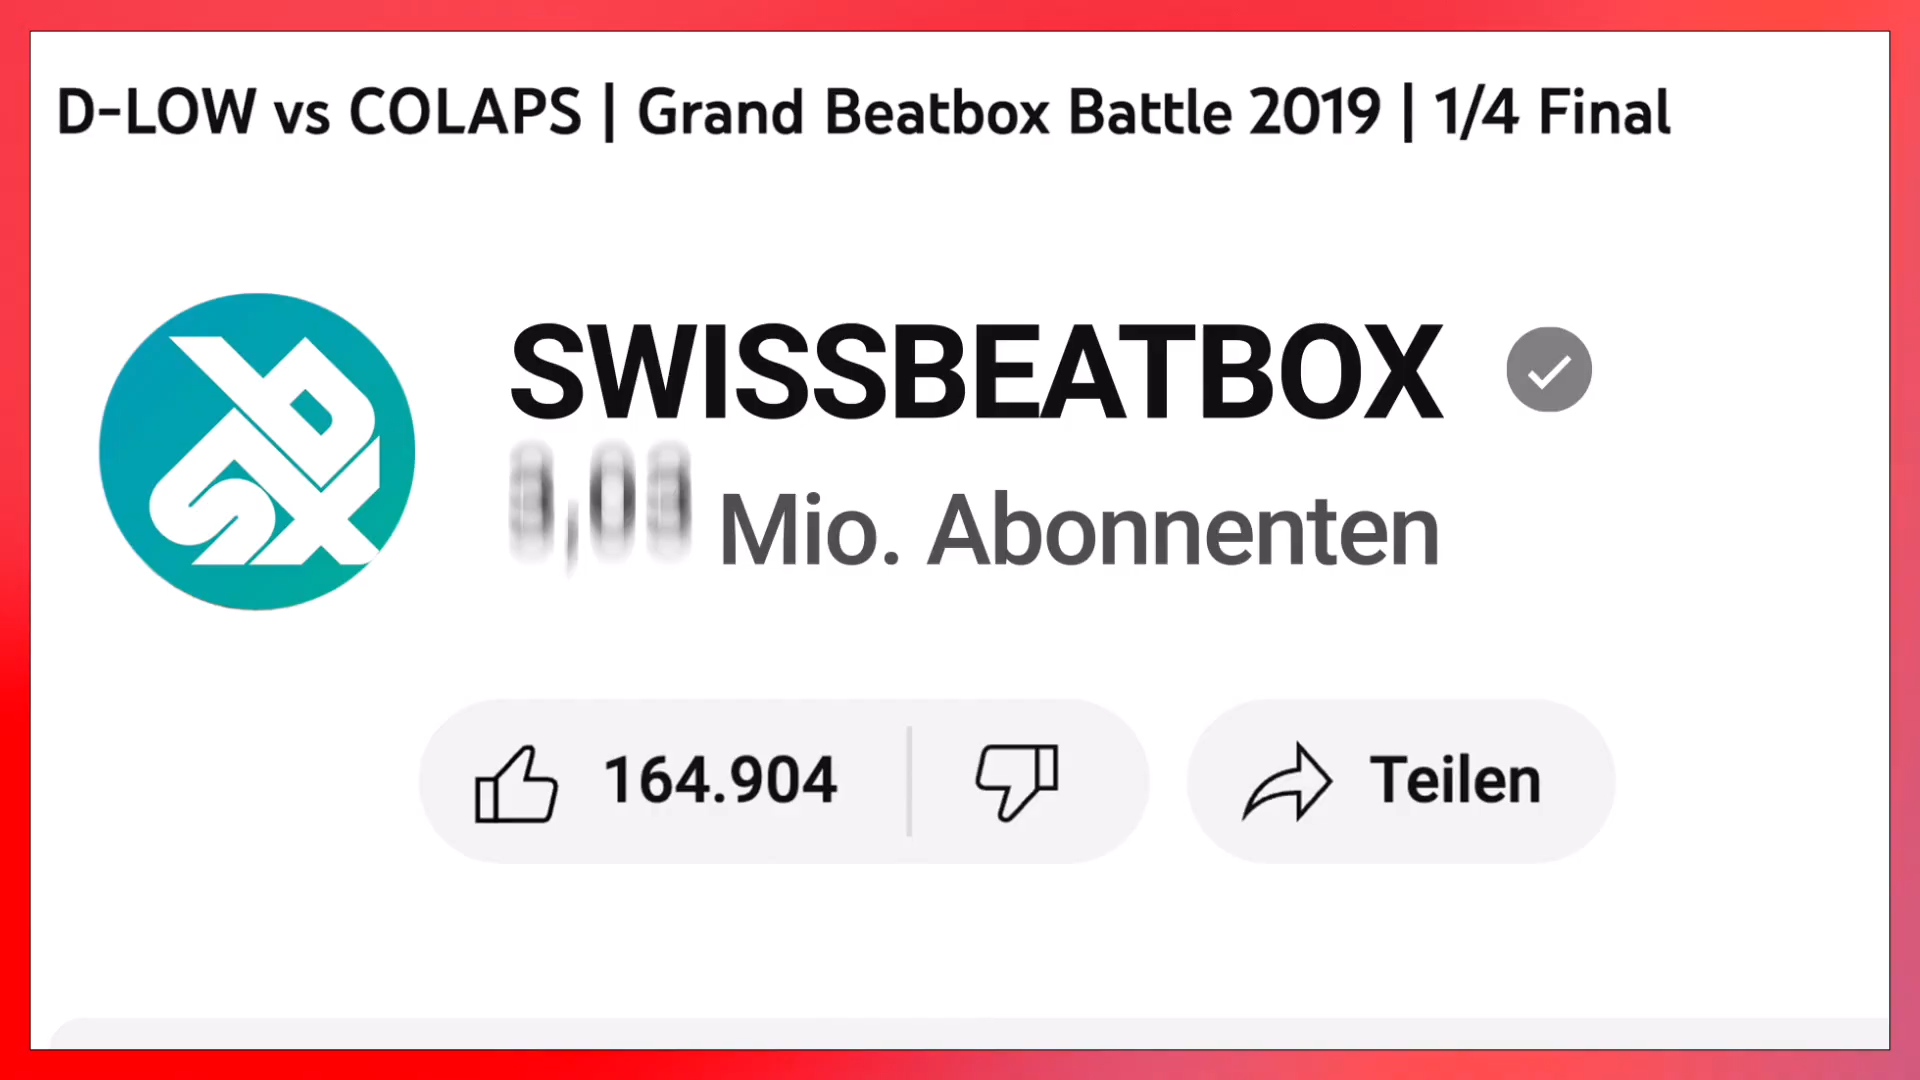 D-LOW vs COLAPS | Grand Beatbox Battle 2019 | 1/4 Final
SWISSBEATBOX
Mio. Abonnenten
164.904
Teilen